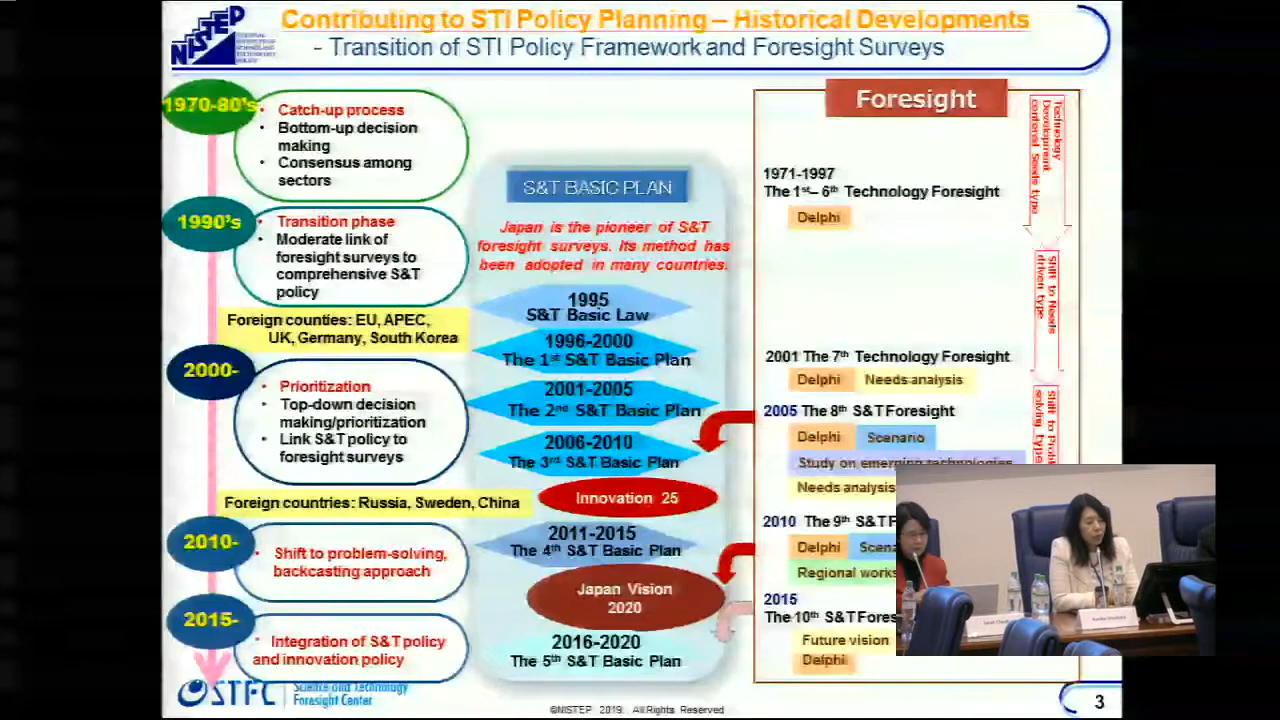 NISTEP
Contributing to STI Policy Planning – Historical Developments
- Transition of STI Policy Framework and Foresight Surveys
1970-80's
• Catch-up process
• Bottom-up decision
making
• Consensus among
sectors
1990's
• Transition phase
• Moderate link of
foresight surveys to
comprehensive S&T
policy
Foreign counties: EU, APEC,
UK, Germany, South Korea
2000-
• Prioritization
• Top-down decision
making/prioritization
• Link S&T policy to
foresight surveys
Foreign countries: Russia, Sweden, China
2010-
• Shift to problem-solving,
backcasting approach
2015-
• Integration of S&T policy
and innovation policy
S&T BASIC PLAN
Japan is the pioneer of S&T
foresight surveys. Its method has
been adopted in many countries.
1995
S&T Basic Law
1996-2000
The 1st S&T Basic Plan
2001-2005
The 2nd S&T Basic Plan
2006-2010
The 3rd S&T Basic Plan
Innovation 25
2011-2015
The 4th S&T Basic Plan
Japan Vision
2020
2016-2020
The 5th S&T Basic Plan
Foresight
1971-1997
The 1st– 6th Technology Foresight
Delphi
2001 The 7th Technology Foresight
Delphi Needs analysis
2005 The 8th S&T Foresight
Delphi Scenario
Study on emerging technologies
Needs analysis
2010 The 9th S&T F
Delphi Scena
Regional works
2015
The 10th S&T Fores
Future vision
Delphi
Technology
Development
centered Seeds type
Shift to Needs
driven type
Shift to Probl
solving type
STFC
Science and Technology
Foresight Center
©NISTEP 2019. All Rights Reserved
3